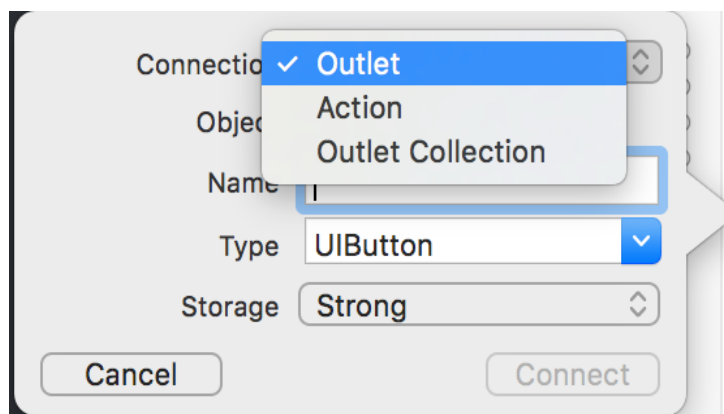 Connectio
Outlet
Objec
Action
Outlet Collection
Name
Type UIButton
Storage Strong
Cancel Connect